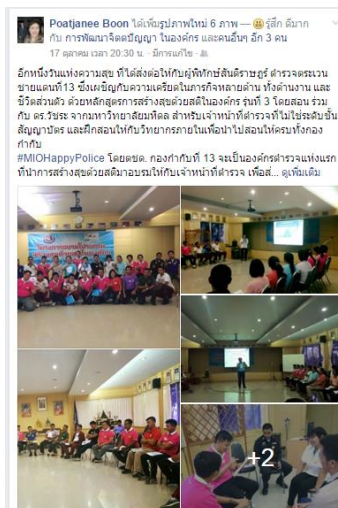 Poatjanee Boon ได้เพิ่มรูปภาพใหม่ 6 ภาพ — รู้สึก ดีมาก
กับ การพัฒนาจิตตปัญญา ในองค์กร และคนอื่นๆ อีก 3 คน
17 ตุลาคม เวลา 20:30 น. · มีการแก้ไข ·
อีกหนึ่งวันแห่งความสุข ที่ได้ส่งต่อให้กับผู้พิทักษ์สันติราษฎร์ ตำรวจตระเวน
ชายแดนที่13 ซึ่งเผชิญกับความเครียดในภารกิจหลายด้าน ทั้งด้านงาน และ
ชีวิตส่วนตัว ด้วยหลักสูตรการสร้างสุขด้วยสติในองค์กร รุ่นที่ 3 โดยสอน ร่วม
กับ ดร.วัชระ จากมหาวิทยาลัยมหิดล สำหรับเจ้าหน้าที่ตำรวจที่ไม่ใช่ระดับชั้น
สัญญาบัตร และฝึกสอนให้กับวิทยากรภายในเพื่อนำไปสอนให้ครบทั้งกอง
กำกับ
#MIOHappyPolice โดยตชด. กองกำกับที่ 13 จะเป็นองค์กรตำรวจแห่งแรก
ที่นำการสร้างสุขด้วยสติมาอบรมให้กับเจ้าหน้าที่ตำรวจ เพื่อส่... ดูเพิ่มเติม
+2